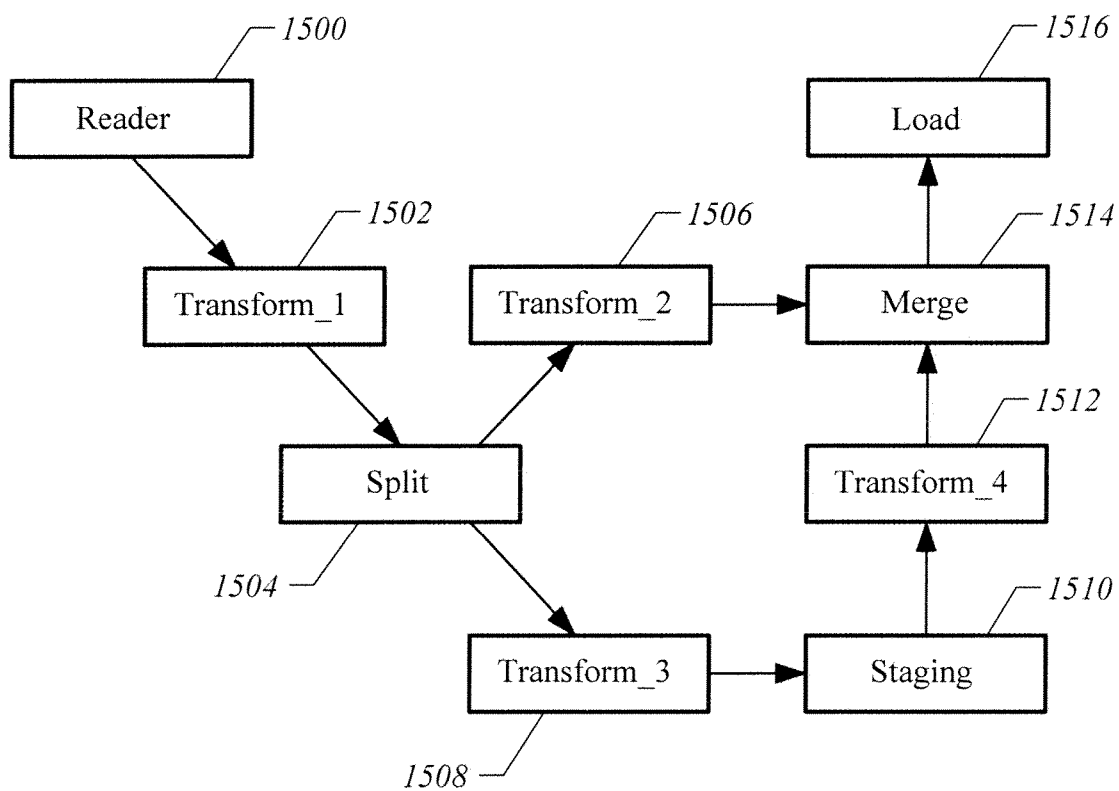 1500
1516
Reader
Load
1502
1506
1514
Transform_1
Transform_2
Merge
1512
Split
Transform_4
1504
1510
Transform_3
Staging
1508